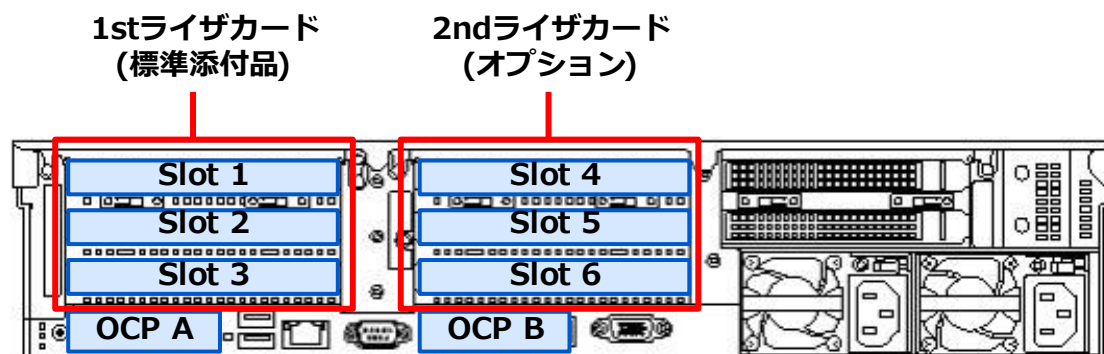 1stライザカード
(標準添付品)
2ndライザカード
(オプション)
Slot 1
Slot 4
Slot 2
Slot 5
Slot 3
Slot 6
OCP A
OCP B